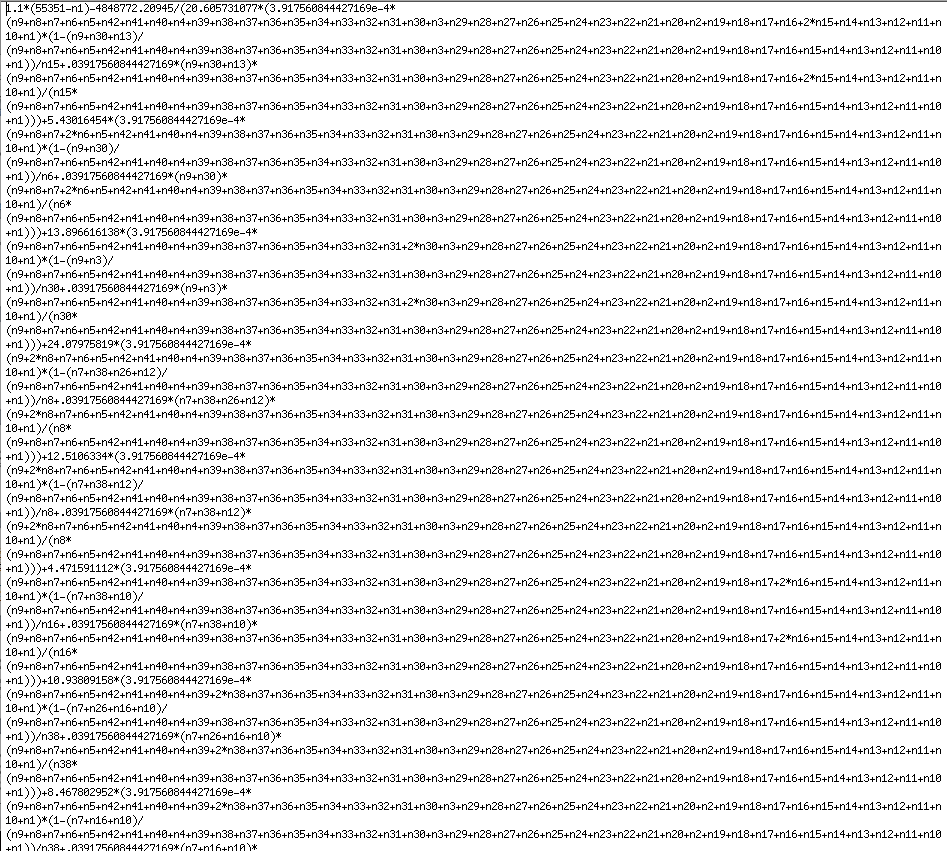 1.1*(55351-n1)-4848772.20945/(20.605731077*(3.917560844427169e-4*
(n9+n8+n7+n6+n5+n42+n41+n40+n4+n39+n38+n37+n36+n35+n34+n33+n32+n31+n30+n3+n29+n28+n27+n26+n25+n24+n23+n22+n21+n20+n2+n19+n18+n17+n16+2*n15+n14+n13+n12+n11+n
10+n1)*(1-(n9+n30+n13)/
(n9+n8+n7+n6+n5+n42+n41+n40+n4+n39+n38+n37+n36+n35+n34+n33+n32+n31+n30+n3+n29+n28+n27+n26+n25+n24+n23+n22+n21+n20+n2+n19+n18+n17+n16+n15+n14+n13+n12+n11+n10
+n1))/n15+.03917560844427169*(n9+n30+n13)*
(n9+n8+n7+n6+n5+n42+n41+n40+n4+n39+n38+n37+n36+n35+n34+n33+n32+n31+n30+n3+n29+n28+n27+n26+n25+n24+n23+n22+n21+n20+n2+n19+n18+n17+n16+2*n15+n14+n13+n12+n11+n
10+n1)/(n15*
(n9+n8+n7+n6+n5+n42+n41+n40+n4+n39+n38+n37+n36+n35+n34+n33+n32+n31+n30+n3+n29+n28+n27+n26+n25+n24+n23+n22+n21+n20+n2+n19+n18+n17+n16+n15+n14+n13+n12+n11+n10
+n1)))+5.43016454*(3.917560844427169e-4*
(n9+n8+n7+2*n6+n5+n42+n41+n40+n4+n39+n38+n37+n36+n35+n34+n33+n32+n31+n30+n3+n29+n28+n27+n26+n25+n24+n23+n22+n21+n20+n2+n19+n18+n17+n16+n15+n14+n13+n12+n11+n
10+n1)*(1-(n9+n30)/
(n9+n8+n7+n6+n5+n42+n41+n40+n4+n39+n38+n37+n36+n35+n34+n33+n32+n31+n30+n3+n29+n28+n27+n26+n25+n24+n23+n22+n21+n20+n2+n19+n18+n17+n16+n15+n14+n13+n12+n11+n10
+n1))/n6+.03917560844427169*(n9+n30)*
(n9+n8+n7+2*n6+n5+n42+n41+n40+n4+n39+n38+n37+n36+n35+n34+n33+n32+n31+n30+n3+n29+n28+n27+n26+n25+n24+n23+n22+n21+n20+n2+n19+n18+n17+n16+n15+n14+n13+n12+n11+n
10+n1)/(n6*
(n9+n8+n7+n6+n5+n42+n41+n40+n4+n39+n38+n37+n36+n35+n34+n33+n32+n31+n30+n3+n29+n28+n27+n26+n25+n24+n23+n22+n21+n20+n2+n19+n18+n17+n16+n15+n14+n13+n12+n11+n10
+n1)))+13.896616138*(3.917560844427169e-4*
(n9+n8+n7+n6+n5+n42+n41+n40+n4+n39+n38+n37+n36+n35+n34+n33+n32+n31+2*n30+n3+n29+n28+n27+n26+n25+n24+n23+n22+n21+n20+n2+n19+n18+n17+n16+n15+n14+n13+n12+n11+n
10+n1)*(1-(n9+n3)/
(n9+n8+n7+n6+n5+n42+n41+n40+n4+n39+n38+n37+n36+n35+n34+n33+n32+n31+n30+n3+n29+n28+n27+n26+n25+n24+n23+n22+n21+n20+n2+n19+n18+n17+n16+n15+n14+n13+n12+n11+n10
+n1))/n30+.03917560844427169*(n9+n3)*
(n9+n8+n7+n6+n5+n42+n41+n40+n4+n39+n38+n37+n36+n35+n34+n33+n32+n31+2*n30+n3+n29+n28+n27+n26+n25+n24+n23+n22+n21+n20+n2+n19+n18+n17+n16+n15+n14+n13+n12+n11+n
10+n1)/(n30*
(n9+n8+n7+n6+n5+n42+n41+n40+n4+n39+n38+n37+n36+n35+n34+n33+n32+n31+n30+n3+n29+n28+n27+n26+n25+n24+n23+n22+n21+n20+n2+n19+n18+n17+n16+n15+n14+n13+n12+n11+n10
+n1)))+24.07975819*(3.917560844427169e-4*
(n9+2*n8+n7+n6+n5+n42+n41+n40+n4+n39+n38+n37+n36+n35+n34+n33+n32+n31+n30+n3+n29+n28+n27+n26+n25+n24+n23+n22+n21+n20+n2+n19+n18+n17+n16+n15+n14+n13+n12+n11+n
10+n1)*(1-(n7+n38+n26+n12)/
(n9+n8+n7+n6+n5+n42+n41+n40+n4+n39+n38+n37+n36+n35+n34+n33+n32+n31+n30+n3+n29+n28+n27+n26+n25+n24+n23+n22+n21+n20+n2+n19+n18+n17+n16+n15+n14+n13+n12+n11+n10
+n1))/n8+.03917560844427169*(n7+n38+n26+n12)*
(n9+2*n8+n7+n6+n5+n42+n41+n40+n4+n39+n38+n37+n36+n35+n34+n33+n32+n31+n30+n3+n29+n28+n27+n26+n25+n24+n23+n22+n21+n20+n2+n19+n18+n17+n16+n15+n14+n13+n12+n11+n
10+n1)/(n8*
(n9+n8+n7+n6+n5+n42+n41+n40+n4+n39+n38+n37+n36+n35+n34+n33+n32+n31+n30+n3+n29+n28+n27+n26+n25+n24+n23+n22+n21+n20+n2+n19+n18+n17+n16+n15+n14+n13+n12+n11+n10
+n1)))+12.5106334*(3.917560844427169e-4*
(n9+2*n8+n7+n6+n5+n42+n41+n40+n4+n39+n38+n37+n36+n35+n34+n33+n32+n31+n30+n3+n29+n28+n27+n26+n25+n24+n23+n22+n21+n20+n2+n19+n18+n17+n16+n15+n14+n13+n12+n11+n
10+n1)*(1-(n7+n38+n12)/
(n9+n8+n7+n6+n5+n42+n41+n40+n4+n39+n38+n37+n36+n35+n34+n33+n32+n31+n30+n3+n29+n28+n27+n26+n25+n24+n23+n22+n21+n20+n2+n19+n18+n17+n16+n15+n14+n13+n12+n11+n10
+n1))/n8+.03917560844427169*(n7+n38+n12)*
(n9+2*n8+n7+n6+n5+n42+n41+n40+n4+n39+n38+n37+n36+n35+n34+n33+n32+n31+n30+n3+n29+n28+n27+n26+n25+n24+n23+n22+n21+n20+n2+n19+n18+n17+n16+n15+n14+n13+n12+n11+n
10+n1)/(n8*
(n9+n8+n7+n6+n5+n42+n41+n40+n4+n39+n38+n37+n36+n35+n34+n33+n32+n31+n30+n3+n29+n28+n27+n26+n25+n24+n23+n22+n21+n20+n2+n19+n18+n17+n16+n15+n14+n13+n12+n11+n10
+n1)))+4.471591112*(3.917560844427169e-4*
(n9+n8+n7+n6+n5+n42+n41+n40+n4+n39+n38+n37+n36+n35+n34+n33+n32+n31+n30+n3+n29+n28+n27+n26+n25+n24+n23+n22+n21+n20+n2+n19+n18+n17+2*n16+n15+n14+n13+n12+n11+n
10+n1)*(1-(n7+n38+n10)/
(n9+n8+n7+n6+n5+n42+n41+n40+n4+n39+n38+n37+n36+n35+n34+n33+n32+n31+n30+n3+n29+n28+n27+n26+n25+n24+n23+n22+n21+n20+n2+n19+n18+n17+n16+n15+n14+n13+n12+n11+n10
+n1))/n16+.03917560844427169*(n7+n38+n10)*
(n9+n8+n7+n6+n5+n42+n41+n40+n4+n39+n38+n37+n36+n35+n34+n33+n32+n31+n30+n3+n29+n28+n27+n26+n25+n24+n23+n22+n21+n20+n2+n19+n18+n17+2*n16+n15+n14+n13+n12+n11+n
10+n1)/(n16*
(n9+n8+n7+n6+n5+n42+n41+n40+n4+n39+n38+n37+n36+n35+n34+n33+n32+n31+n30+n3+n29+n28+n27+n26+n25+n24+n23+n22+n21+n20+n2+n19+n18+n17+n16+n15+n14+n13+n12+n11+n10
+n1)))+10.93809158*(3.917560844427169e-4*
(n9+n8+n7+n6+n5+n42+n41+n40+n4+n39+2*n38+n37+n36+n35+n34+n33+n32+n31+n30+n3+n29+n28+n27+n26+n25+n24+n23+n22+n21+n20+n2+n19+n18+n17+n16+n15+n14+n13+n12+n11+n
10+n1)*(1-(n7+n26+n16+n10)/
(n9+n8+n7+n6+n5+n42+n41+n40+n4+n39+n38+n37+n36+n35+n34+n33+n32+n31+n30+n3+n29+n28+n27+n26+n25+n24+n23+n22+n21+n20+n2+n19+n18+n17+n16+n15+n14+n13+n12+n11+n10
+n1))/n38+.03917560844427169*(n7+n26+n16+n10)*
(n9+n8+n7+n6+n5+n42+n41+n40+n4+n39+2*n38+n37+n36+n35+n34+n33+n32+n31+n30+n3+n29+n28+n27+n26+n25+n24+n23+n22+n21+n20+n2+n19+n18+n17+n16+n15+n14+n13+n12+n11+n
10+n1)/(n38*
(n9+n8+n7+n6+n5+n42+n41+n40+n4+n39+n38+n37+n36+n35+n34+n33+n32+n31+n30+n3+n29+n28+n27+n26+n25+n24+n23+n22+n21+n20+n2+n19+n18+n17+n16+n15+n14+n13+n12+n11+n10
+n1)))+8.467802952*(3.917560844427169e-4*
(n9+n8+n7+n6+n5+n42+n41+n40+n4+n39+2*n38+n37+n36+n35+n34+n33+n32+n31+n30+n3+n29+n28+n27+n26+n25+n24+n23+n22+n21+n20+n2+n19+n18+n17+n16+n15+n14+n13+n12+n11+n
10+n1)*(1-(n7+n16+n10)/
(n9+n8+n7+n6+n5+n42+n41+n40+n4+n39+n38+n37+n36+n35+n34+n33+n32+n31+n30+n3+n29+n28+n27+n26+n25+n24+n23+n22+n21+n20+n2+n19+n18+n17+n16+n15+n14+n13+n12+n11+n10
+n1))/n38+.03917560844427169*(n7+n16+n10)*